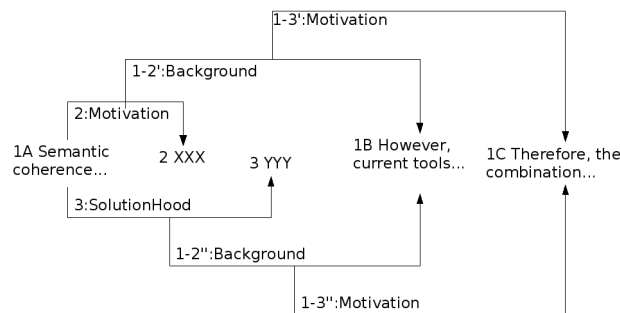 1-3':Motivation
1-2':Background
2:Motivation
1A Semantic
coherence...
2 XXX
3 YYY
1B However,
current tools...
1C Therefore, the
combination...
3:SolutionHood
1-2'':Background
1-3'':Motivation